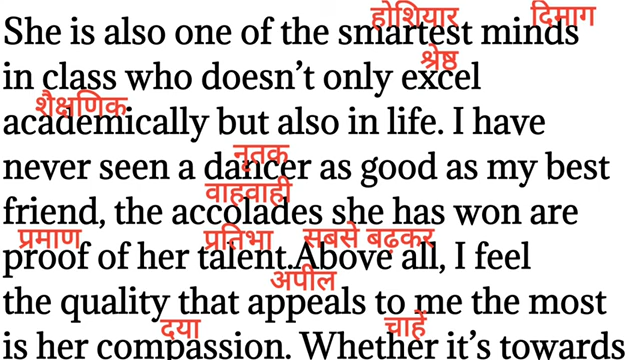 होशियार दिमाग
She is also one of the smartest minds
श्रेष्ठ
in class who doesn't only excel
शैक्षणिक
academically but also in life. I have
नृतक
never seen a dancer as good as my best
वाहवाही
friend, the accolades she has won are
प्रमाण प्रतिभा सबसे बढ़कर
proof of her talent.Above all, I feel
अपील
the quality that appeals to me the most
दया चाहें
is her compassion. Whether it's towards